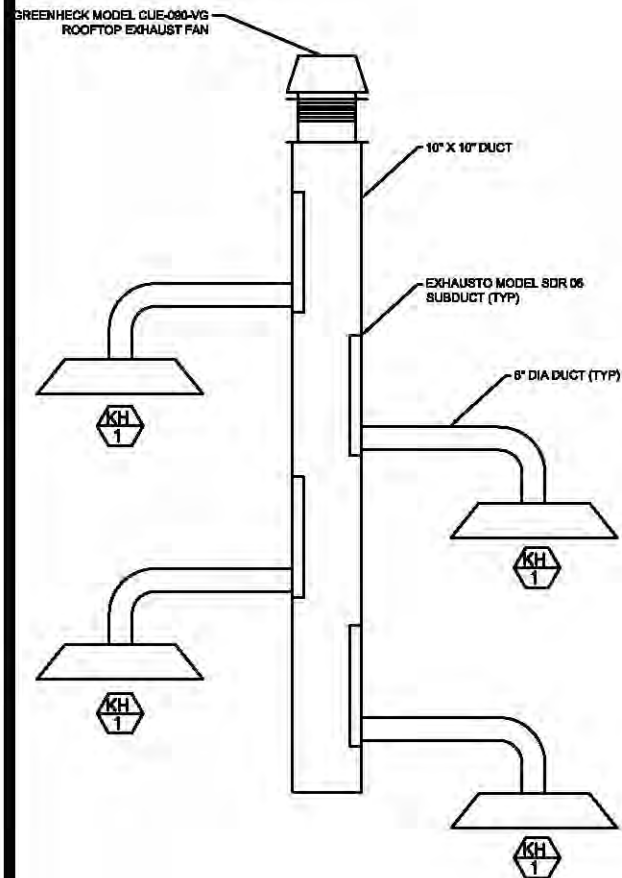 GREENHECK MODEL CUE-090-VG
ROOFTOP EXHAUST FAN
10" X 10" DUCT
EXHAUSTO MODEL SDR 06
SUBDUCT (TYP)
6" DIA DUCT (TYP)
KH
1
KH
1
KH
1
KH
1